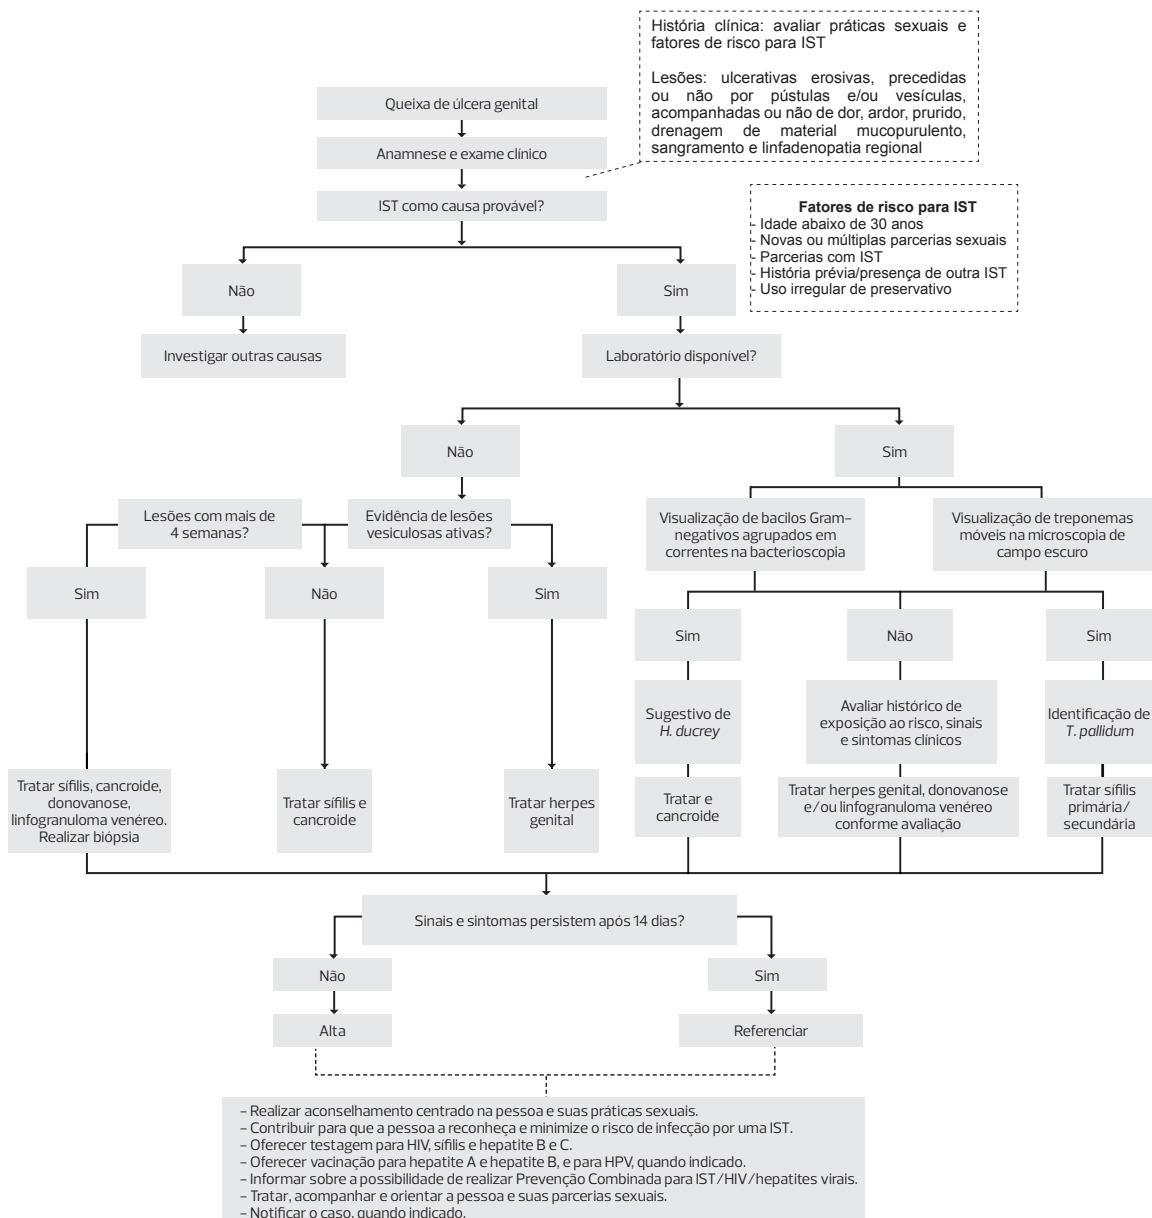 História clínica: avaliar práticas sexuais e
fatores de risco para IST
Lesões: ulcerativas erosivas, precedidas
ou não por pústulas e/ou vesículas,
acompanhadas ou não de dor, ardor, prurido,
drenagem de material mucopurulento,
sangramento e linfadenopatia regional
Queixa de úlcera genital
Anamnese e exame clínico
IST como causa provável?
Fatores de risco para IST
- Idade abaixo de 30 anos
- Novas ou múltiplas parcerias sexuais
- Parcerias com IST
- História prévia/presença de outra IST
- Uso irregular de preservativo
Não
Sim
Investigar outras causas
Laboratório disponível?
Não
Sim
Lesões com mais de
4 semanas?
Evidência de lesões
vesiculosas ativas?
Visualização de bacilos Gram-
negativos agrupados em
correntes na bacterioscopia
Visualização de treponemas
móveis na microscopia de
campo escuro
Sim
Não
Sim
Sim
Não
Sim
Sugestivo de
H. ducrey
Avaliar histórico de
exposição ao risco, sinais
e sintomas clínicos
Identificação de
T. pallidum
Tratar sífilis, cancroide,
donovanose,
linfogranuloma venéreo.
Realizar biópsia
Tratar sífilis e
cancroide
Tratar herpes
genital
Tratar e
cancroide
Tratar herpes genital, donovanose
e/ou linfogranuloma venéreo
conforme avaliação
Tratar sífilis
primária/
secundária
Sinais e sintomas persistem após 14 dias?
Não
Sim
Alta
Referenciar
– Realizar aconselhamento centrado na pessoa e suas práticas sexuais.
– Contribuir para que a pessoa a reconheça e minimize o risco de infecção por uma IST.
– Oferecer testagem para HIV, sífilis e hepatite B e C.
– Oferecer vacinação para hepatite A e hepatite B, e para HPV, quando indicado.
– Informar sobre a possibilidade de realizar Prevenção Combinada para IST/HIV/hepatites virais.
– Tratar, acompanhar e orientar a pessoa e suas parcerias sexuais.
– Notificar o caso, quando indicado.